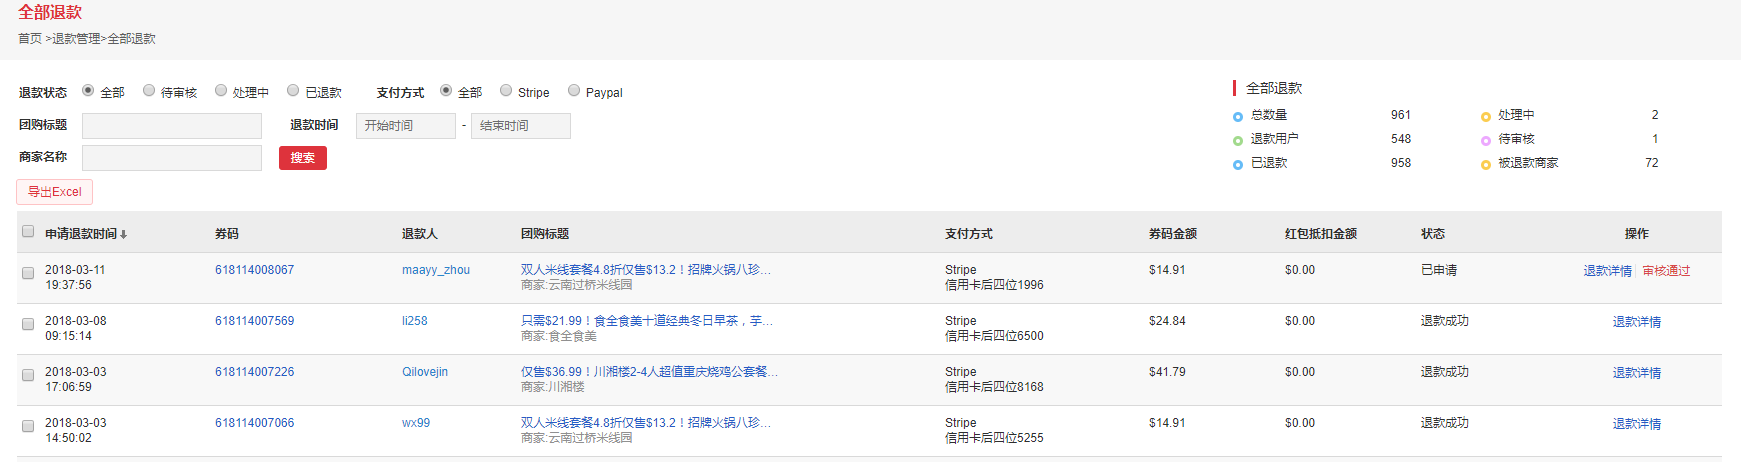 全部退款
首页 >退款管理>全部退款
退款状态 全部 待审核 处理中 已退款 支付方式 全部 Stripe Paypal
团购标题 退款时间 开始时间 - 结束时间
商家名称 搜索
导出Excel
全部退款
总数量 961 处理中 2
退款用户 548 待审核 1
已退款 958 被退款商家 72
申请退款时间 券码 退款人 团购标题 支付方式 券码金额 红包抵扣金额 状态 操作
2018-03-11 618114008067 maayy_zhou 双人米线套餐4.8折仅售$13.2！招牌火锅八珍... Stripe $14.91 $0.00 已申请 退款详情 审核通过
19:37:56 商家:云南过桥米线园 信用卡后四位1996
2018-03-08 618114007569 li258 只需$21.99！食全食美十道经典冬日早茶，芋... Stripe $24.84 $0.00 退款成功 退款详情
09:15:14 商家:食全食美 信用卡后四位6500
2018-03-03 618114007226 Qilovejin 仅售$36.99！川湘楼2-4人超值重庆烧鸡公套餐... Stripe $41.79 $0.00 退款成功 退款详情
17:06:59 商家:川湘楼 信用卡后四位8168
2018-03-03 618114007066 wx99 双人米线套餐4.8折仅售$13.2！招牌火锅八珍... Stripe $14.91 $0.00 退款成功 退款详情
14:50:02 商家:云南过桥米线园 信用卡后四位5255